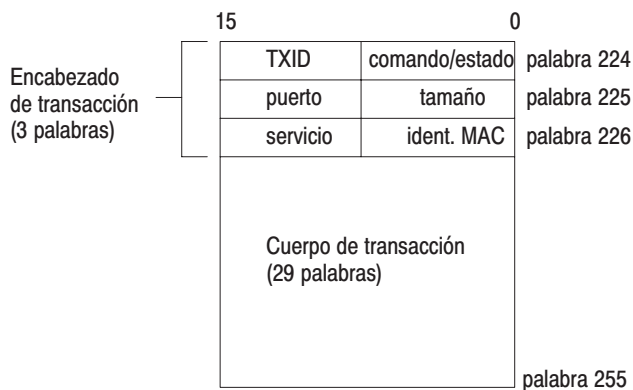 15 0
TXID comando/estado palabra 224
Encabezado
de transacción
(3 palabras)
puerto tamaño palabra 225
servicio ident. MAC palabra 226
Cuerpo de transacción
(29 palabras)
palabra 255